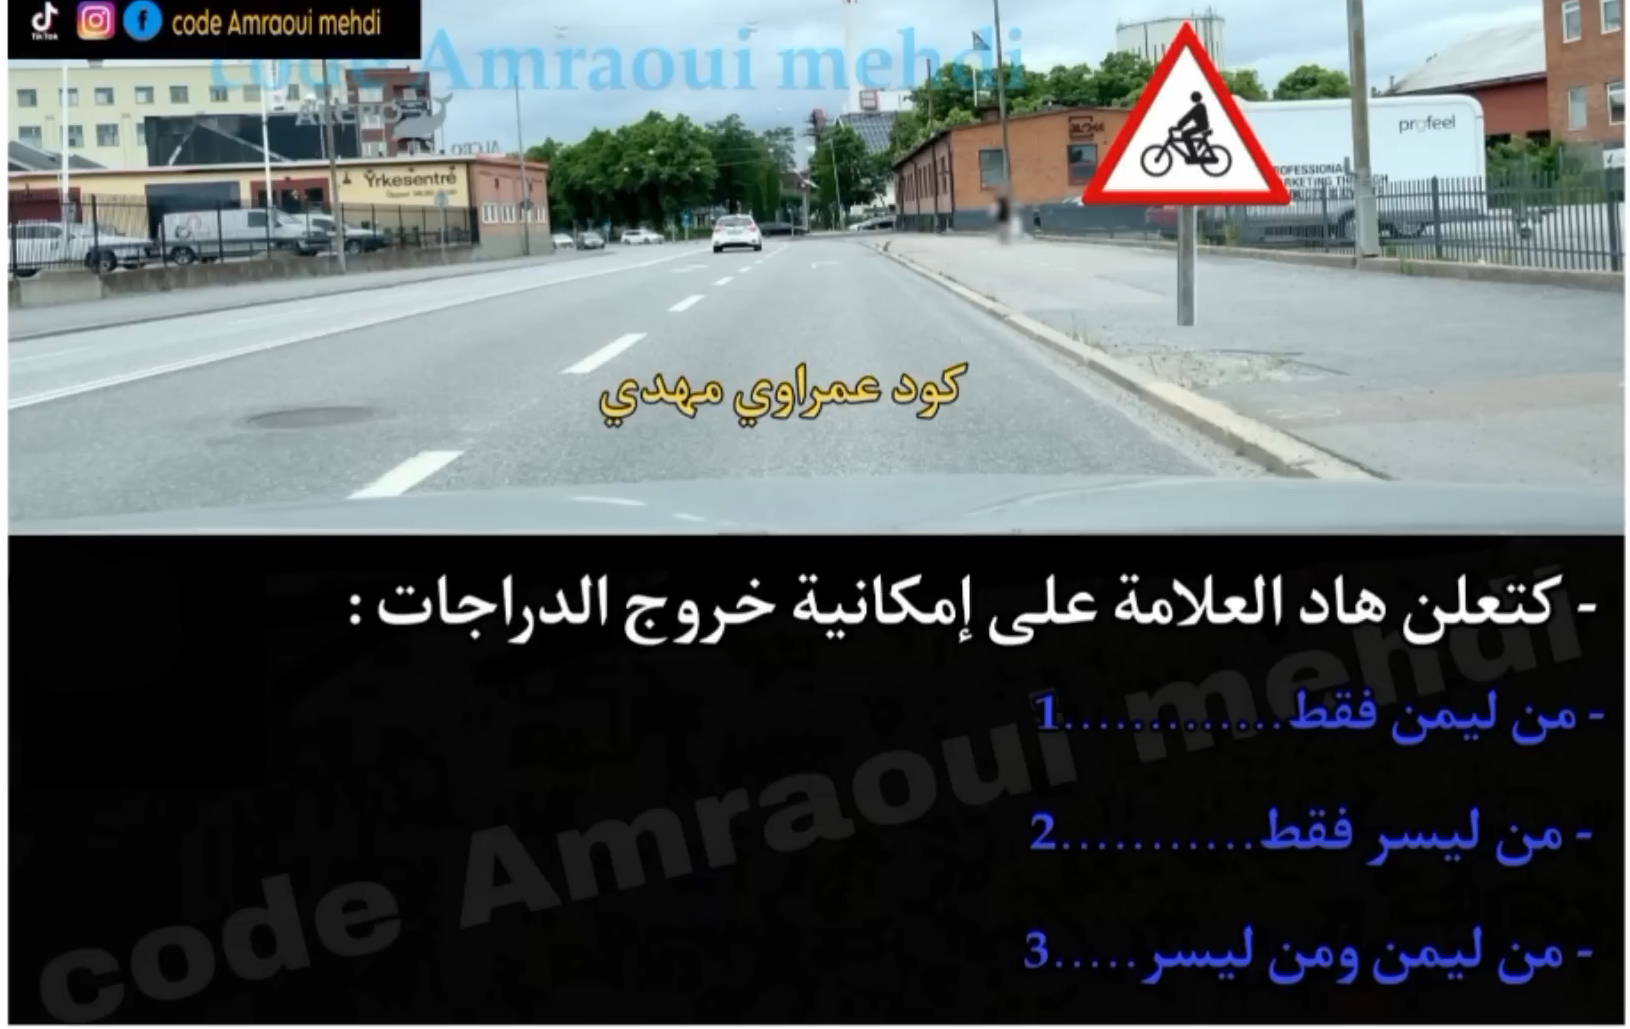 code Amraoui mehdi
code Amraoui mehdi
Yrkesentré
profeel
كود عمراوي مهدي
- كتعلن هاد العلامة على إمكانية خروج الدراجات :
- من ليمن فقط.............1
- من ليسر فقط...........2
- من ليمن ومن ليسر.....3
code Amraoui mehdi